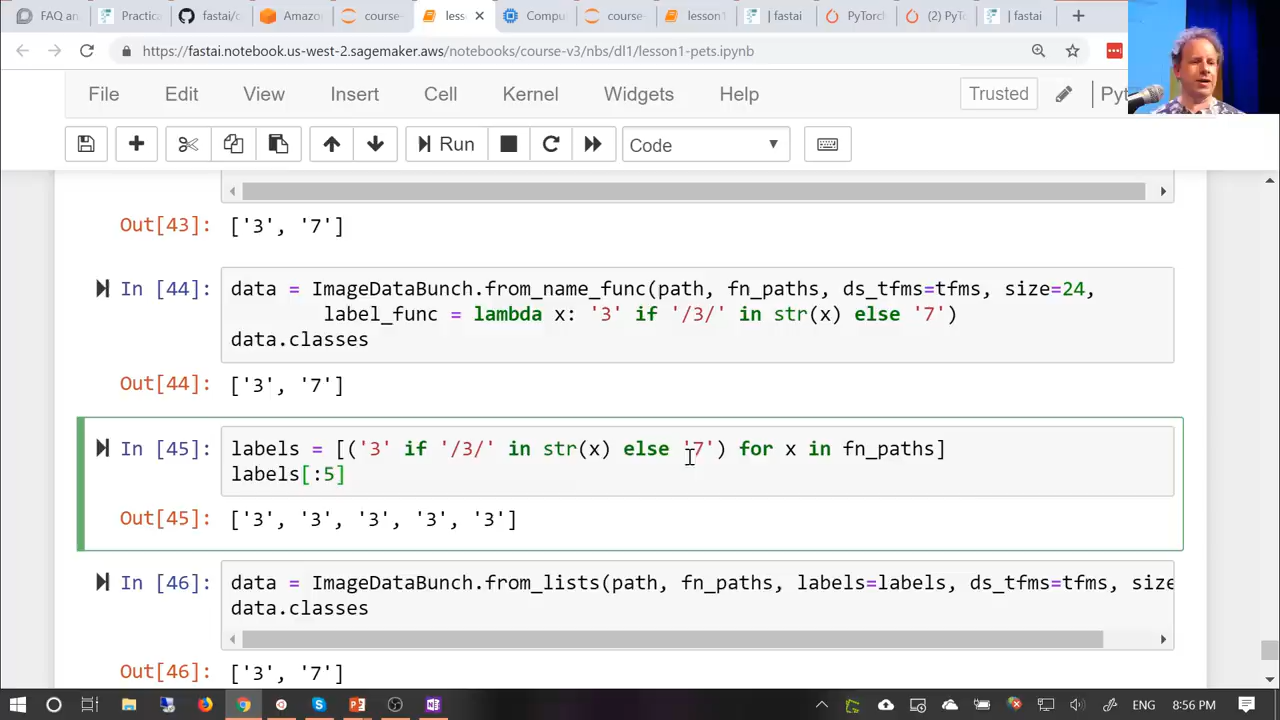 FAQ an
Practica
fastai/c
Amazon
course-
less
Compu
course-
lesson1
| fastai
PyTorch
(2) PyTc
| fastai
https://fastai.notebook.us-west-2.sagemaker.aws/notebooks/course-v3/nbs/dl1/lesson1-pets.ipynb
File Edit View Insert Cell Kernel Widgets Help Trusted Pyt
Run Code
Out[43]: ['3', '7']
In [44]: data = ImageDataBunch.from_name_func(path, fn_paths, ds_tfms=tfms, size=24,
label_func = lambda x: '3' if '/3/' in str(x) else '7')
data.classes
Out[44]: ['3', '7']
In [45]: labels = [('3' if '/3/' in str(x) else '7') for x in fn_paths]
labels[:5]
Out[45]: ['3', '3', '3', '3', '3']
In [46]: data = ImageDataBunch.from_lists(path, fn_paths, labels=labels, ds_tfms=tfms, size
data.classes
Out[46]: ['3', '7']
ENG 8:56 PM